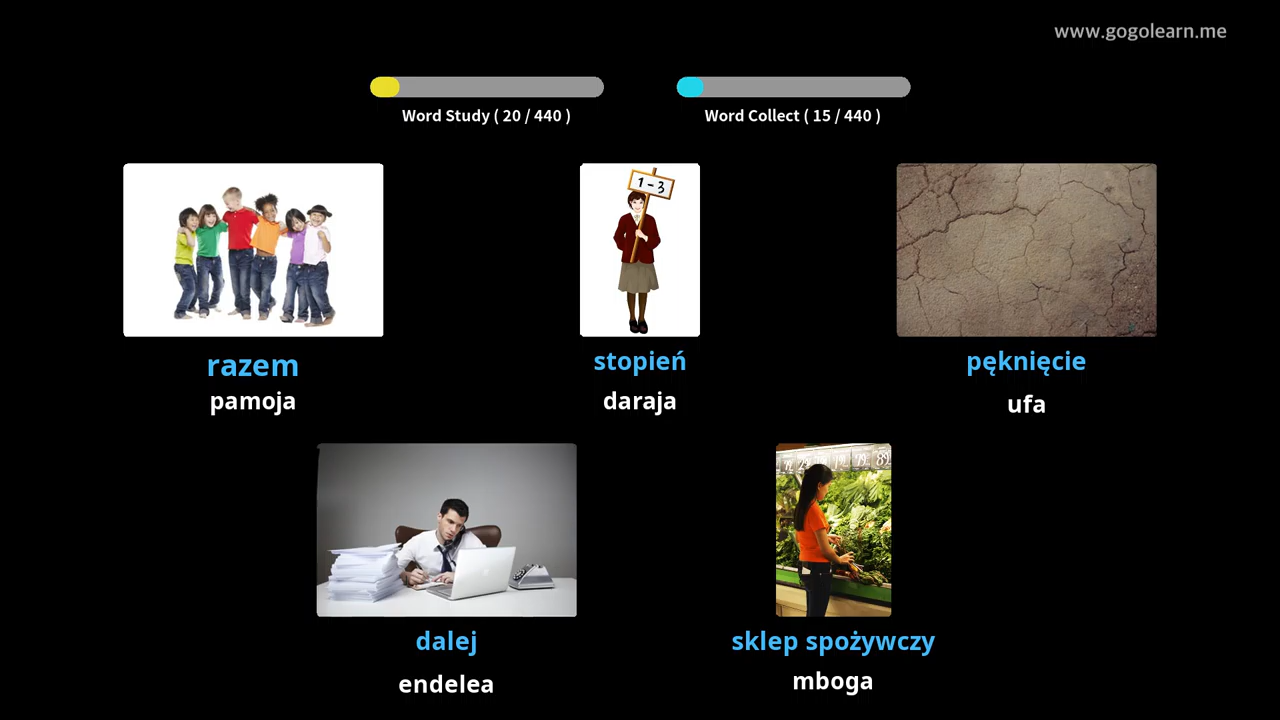 www.gogolearn.me
Word Study ( 20 / 440 )
Word Collect ( 15 / 440 )
1 - 3
razem
pamoja
stopień
daraja
pęknięcie
ufa
dalej
endelea
sklep spożywczy
mboga